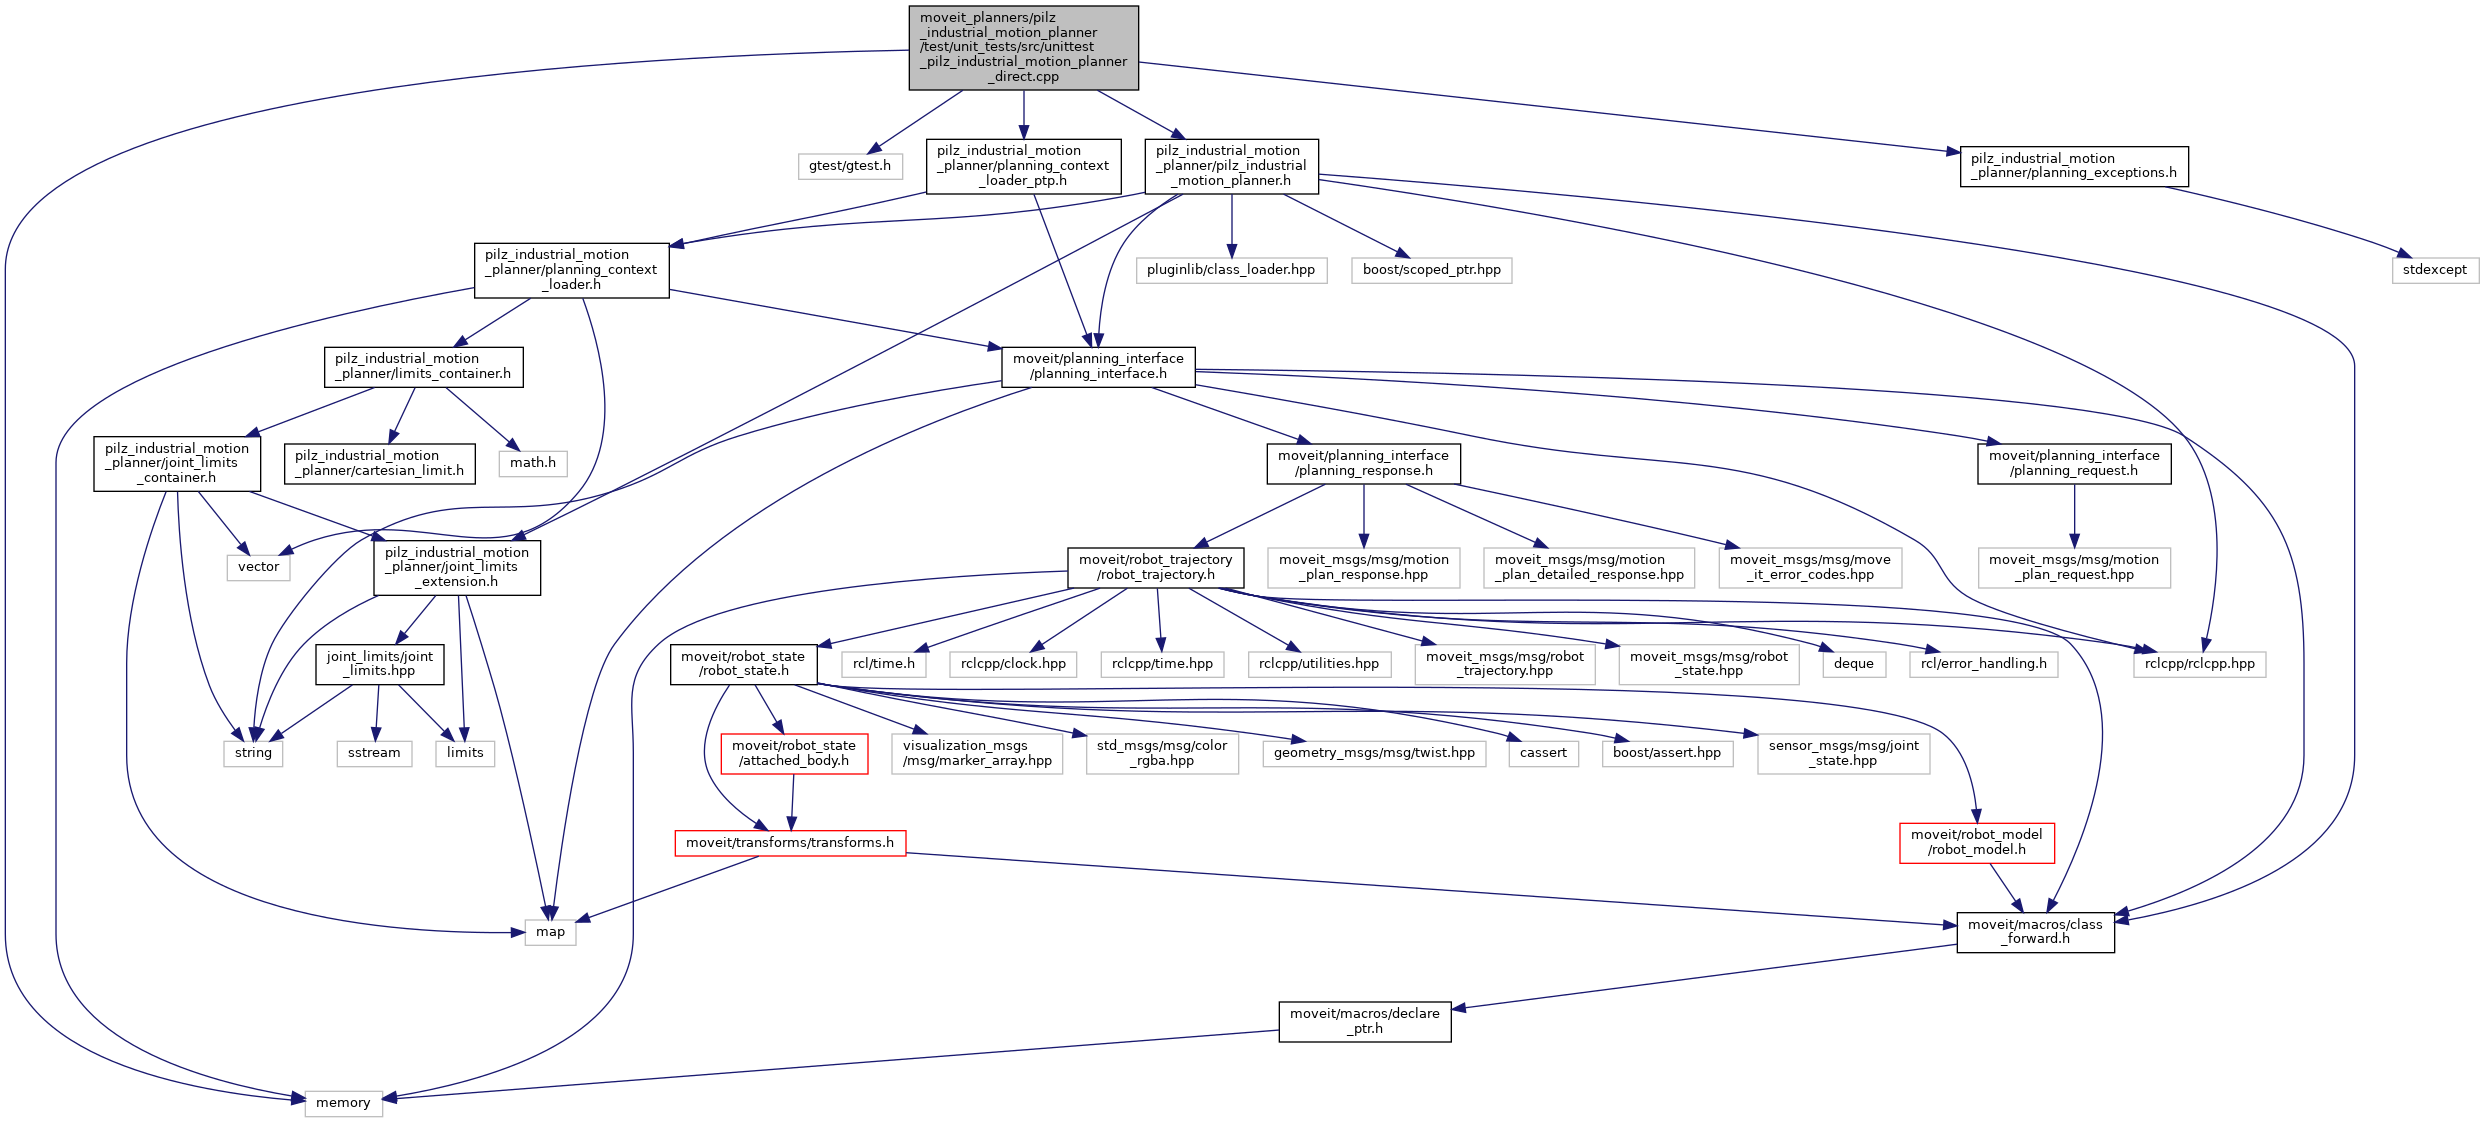 moveit_planners/pilz
_industrial_motion_planner
/test/unit_tests/src/unittest
_pilz_industrial_motion_planner
_direct.cpp
gtest/gtest.h
pilz_industrial_motion
_planner/planning_context
_loader_ptp.h
pilz_industrial_motion
_planner/pilz_industrial
_motion_planner.h
pilz_industrial_motion
_planner/planning_exceptions.h
pilz_industrial_motion
_planner/planning_context
_loader.h
pluginlib/class_loader.hpp
boost/scoped_ptr.hpp
stdexcept
pilz_industrial_motion
_planner/limits_container.h
moveit/planning_interface
/planning_interface.h
pilz_industrial_motion
_planner/joint_limits
_container.h
pilz_industrial_motion
_planner/cartesian_limit.h
math.h
moveit/planning_interface
/planning_response.h
moveit/planning_interface
/planning_request.h
vector
pilz_industrial_motion
_planner/joint_limits
_extension.h
moveit/robot_trajectory
/robot_trajectory.h
moveit_msgs/msg/motion
_plan_response.hpp
moveit_msgs/msg/motion
_plan_detailed_response.hpp
moveit_msgs/msg/move
_it_error_codes.hpp
moveit_msgs/msg/motion
_plan_request.hpp
joint_limits/joint
_limits.hpp
moveit/robot_state
/robot_state.h
rcl/time.h
rclcpp/clock.hpp
rclcpp/time.hpp
rclcpp/utilities.hpp
moveit_msgs/msg/robot
_trajectory.hpp
moveit_msgs/msg/robot
_state.hpp
deque
rcl/error_handling.h
rclcpp/rclcpp.hpp
string
sstream
limits
moveit/robot_state
/attached_body.h
visualization_msgs
/msg/marker_array.hpp
std_msgs/msg/color
_rgba.hpp
geometry_msgs/msg/twist.hpp
cassert
boost/assert.hpp
sensor_msgs/msg/joint
_state.hpp
moveit/transforms/transforms.h
moveit/robot_model
/robot_model.h
map
moveit/macros/class
_forward.h
moveit/macros/declare
_ptr.h
memory